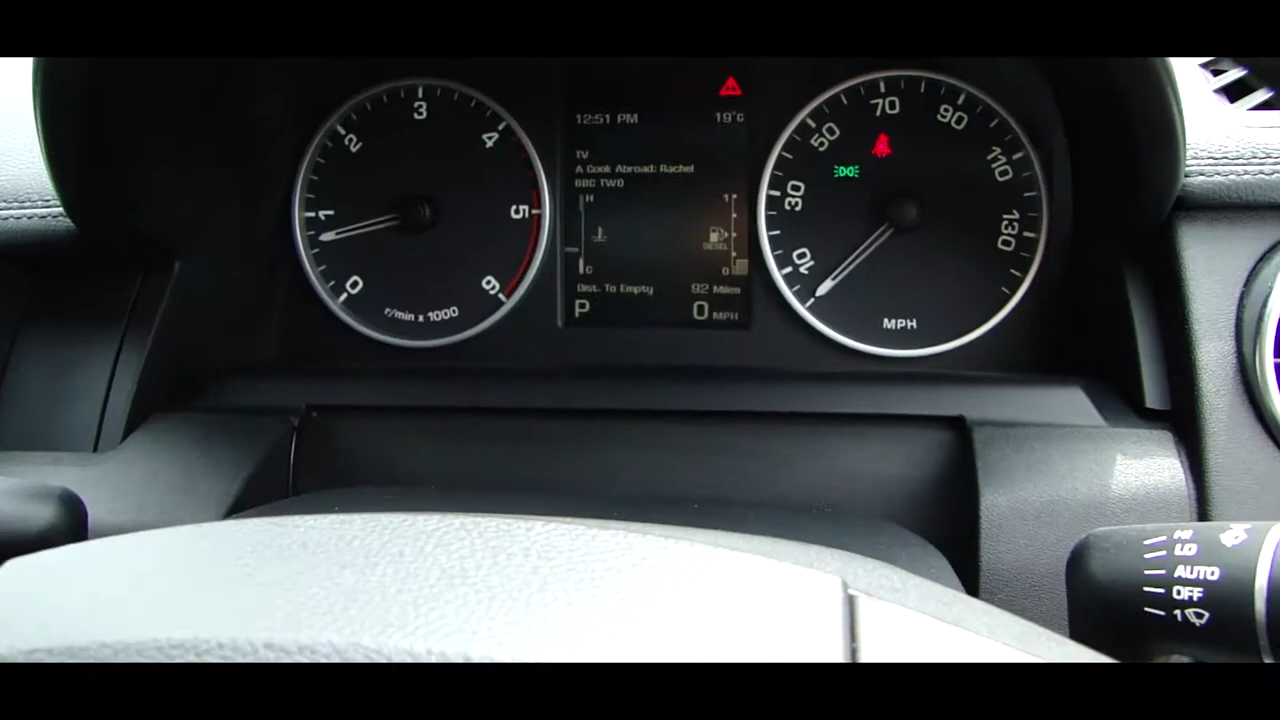 0
1
2
3
4
5
6
r/min x 1000
12:51 PM 19°C
TV
A Cook Abroad: Rachel
BBC TWO
H 1
DIESEL
C 0
Dist. To Empty 92 Miles
P 0 MPH
10
30
50
70
90
110
130
MPH
HI
LO
AUTO
OFF
1